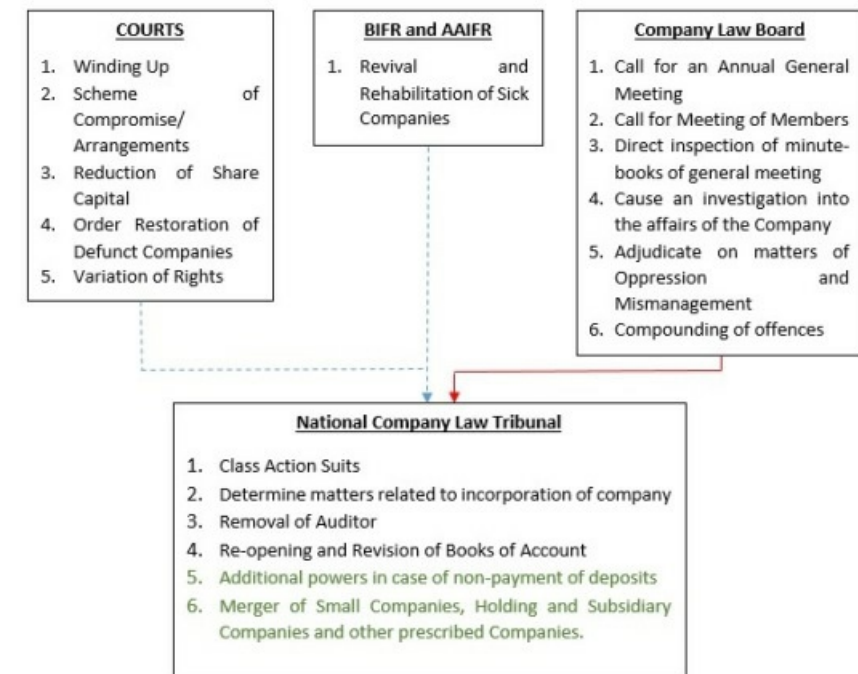 COURTS
1. Winding Up
2. Scheme of
Compromise/
Arrangements
3. Reduction of Share
Capital
4. Order Restoration of
Defunct Companies
5. Variation of Rights
BIFR and AAIFR
1. Revival and
Rehabilitation of Sick
Companies
Company Law Board
1. Call for an Annual General
Meeting
2. Call for Meeting of Members
3. Direct inspection of minute-
books of general meeting
4. Cause an investigation into
the affairs of the Company
5. Adjudicate on matters of
Oppression and
Mismanagement
6. Compounding of offences
National Company Law Tribunal
1. Class Action Suits
2. Determine matters related to incorporation of company
3. Removal of Auditor
4. Re-opening and Revision of Books of Account
5. Additional powers in case of non-payment of deposits
6. Merger of Small Companies, Holding and Subsidiary
Companies and other prescribed Companies.